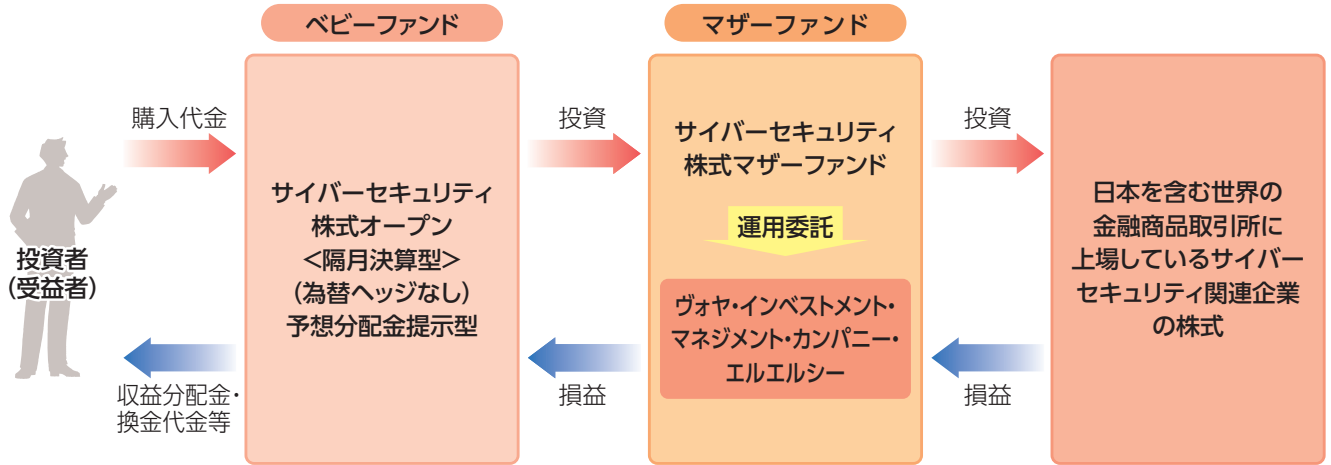 ベビーファンド
マザーファンド
購入代金
投資者
(受益者)
収益分配金・
換金代金等
サイバーセキュリティ
株式オープン
<隔月決算型>
(為替ヘッジなし)
予想分配金提示型
投資
損益
サイバーセキュリティ
株式マザーファンド
運用委託
ヴォヤ・インベストメント・
マネジメント・カンパニー・
エルエルシー
投資
損益
日本を含む世界の
金融商品取引所に
上場しているサイバー
セキュリティ関連企業
の株式